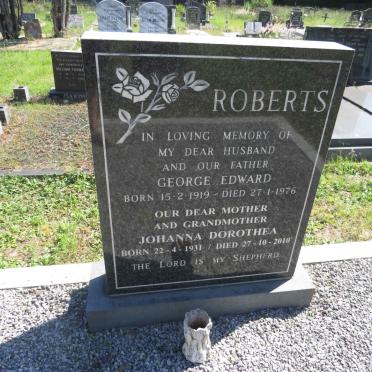 ROBERTS
IN LOVING MEMORY OF
MY DEAR HUSBAND
AND OUR FATHER
GEORGE EDWARD
BORN 15-2-1919 - DIED 27-1-1976
OUR DEAR MOTHER
AND GRANDMOTHER
JOHANNA DOROTHEA
BORN 22-4-1931 / DIED 27-10-2010
THE LORD IS MY SHEPHERD